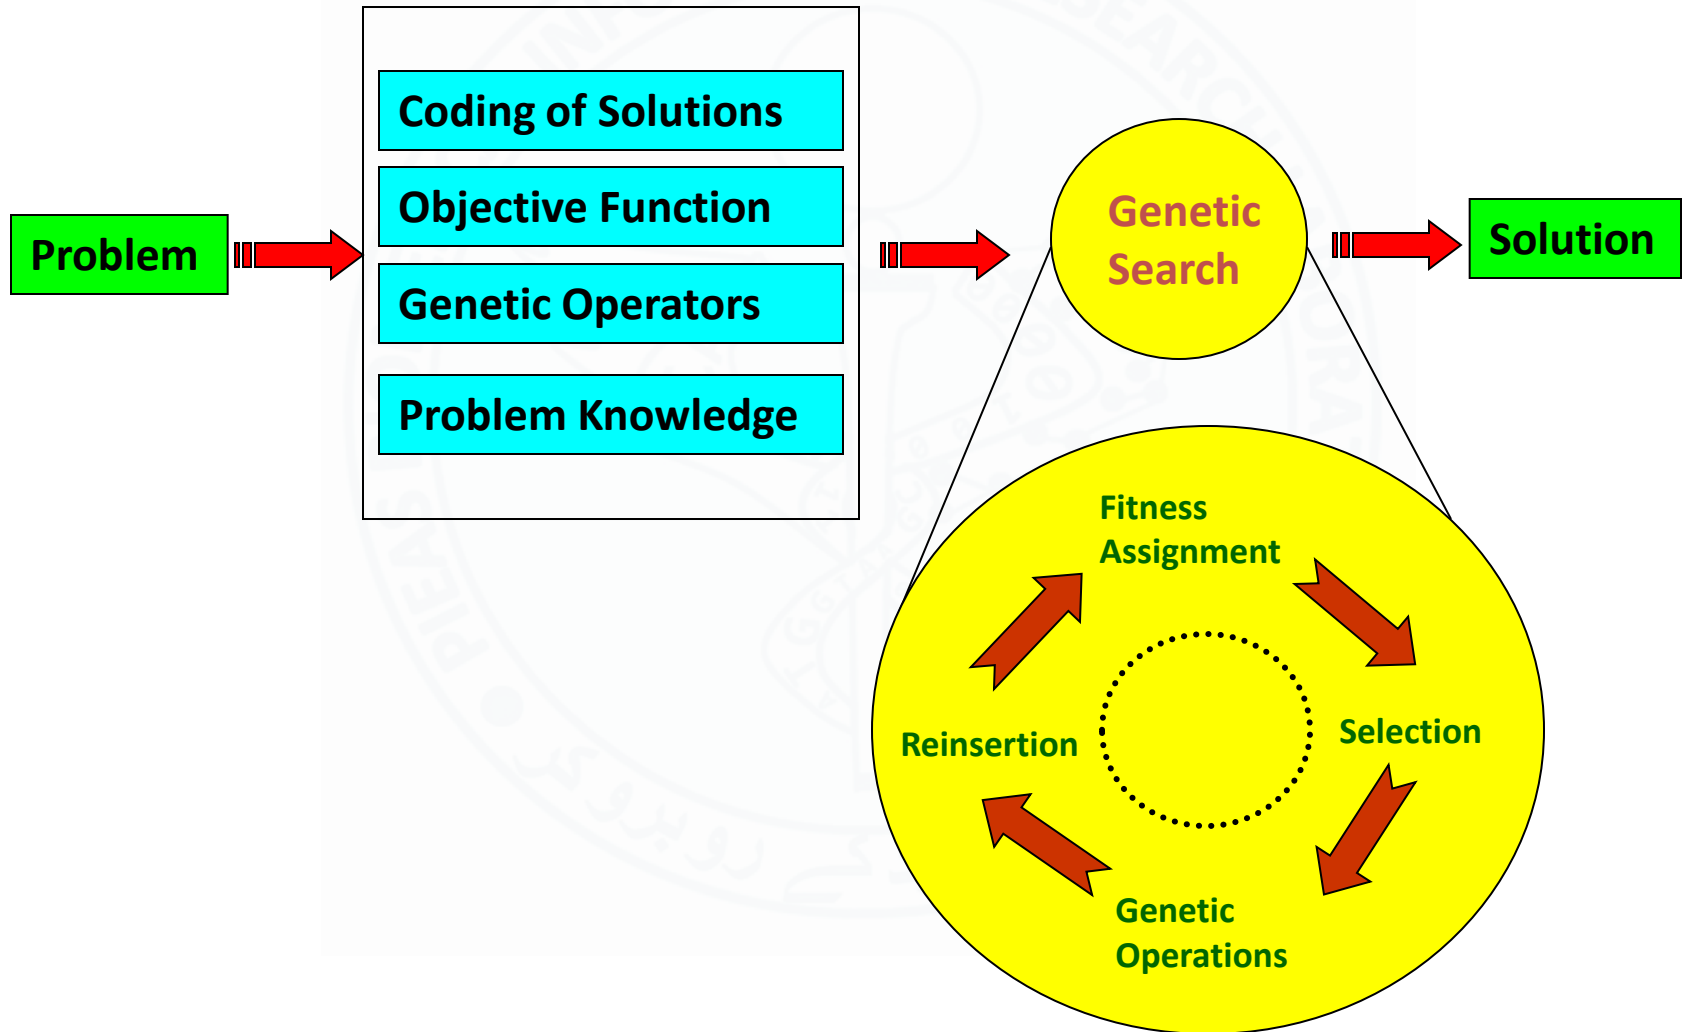 Problem
Coding of Solutions
Objective Function
Genetic Operators
Problem Knowledge
Genetic
Search
Solution
Fitness
Assignment
Selection
Genetic
Operations
Reinsertion